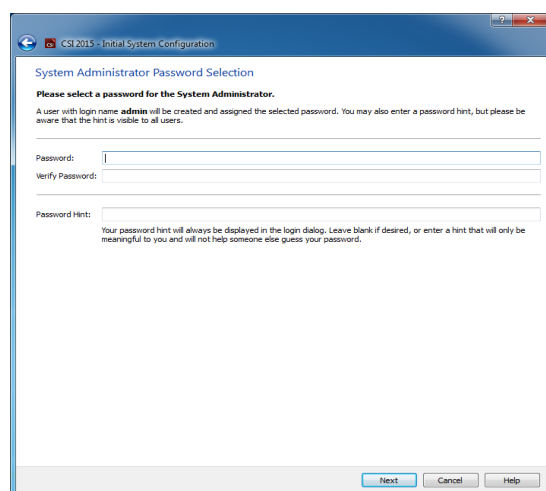 CSI 2015 - Initial System Configuration
System Administrator Password Selection
Please select a password for the System Administrator.
A user with login name admin will be created and assigned the selected password. You may also enter a password hint, but please be
aware that the hint is visible to all users.
Password:
Verify Password:
Password Hint:
Your password hint will always be displayed in the login dialog. Leave blank if desired, or enter a hint that will only be
meaningful to you and will not help someone else guess your password.
Next Cancel Help